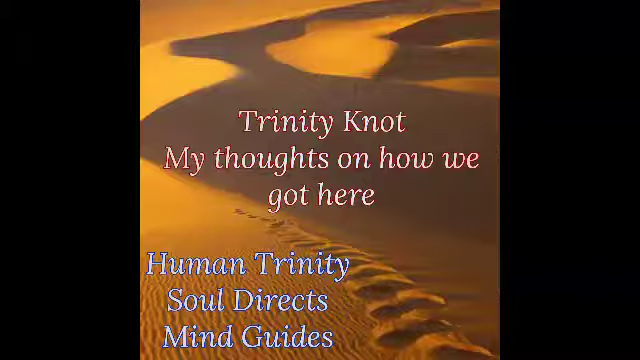 Trinity Knot
My thoughts on how we
got here
Human Trinity
Soul Directs
Mind Guides